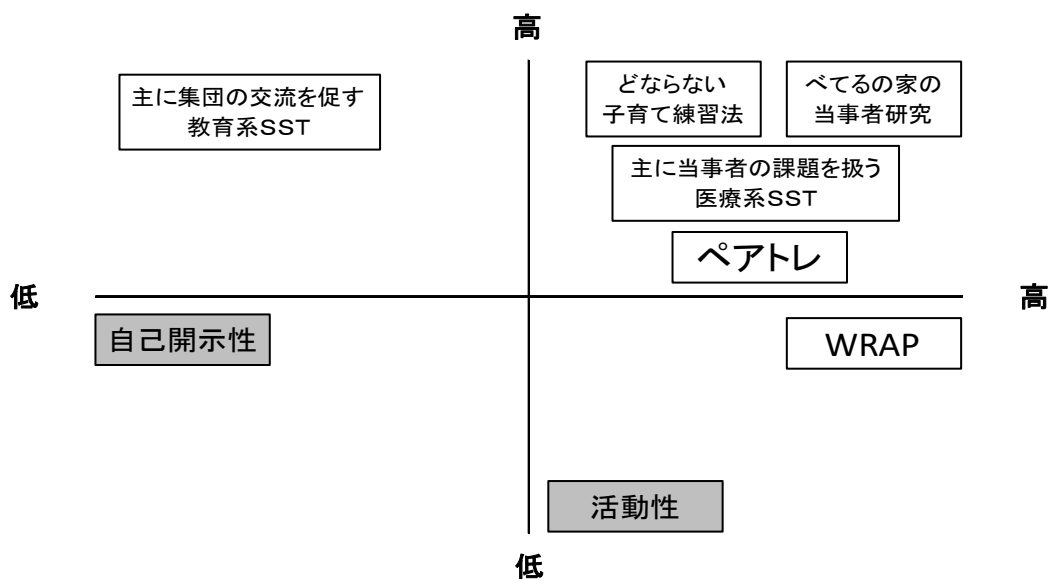 高
主に集団の交流を促す
教育系SST
どならない
子育て練習法
べてるの家の
当事者研究
主に当事者の課題を扱う
医療系SST
ペアトレ
低
高
自己開示性
WRAP
活動性
低